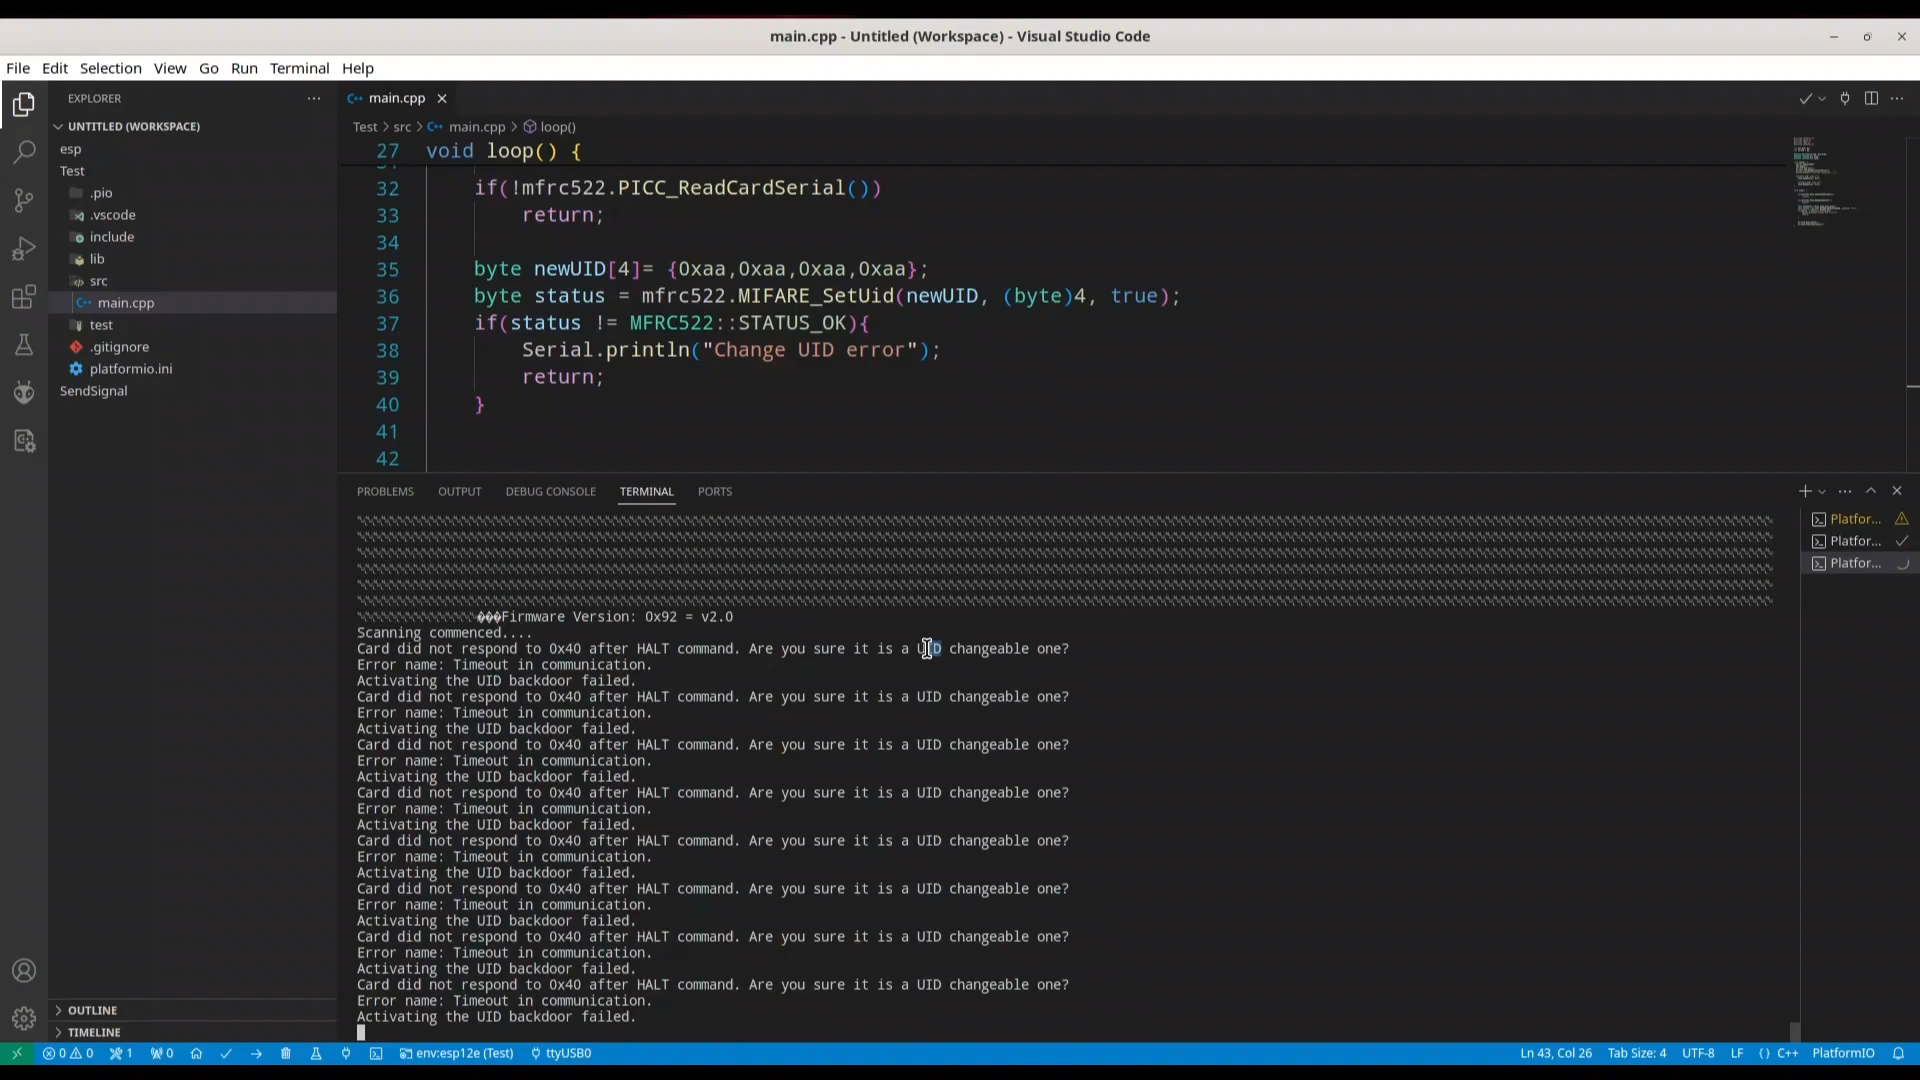 main.cpp - Untitled (Workspace) - Visual Studio Code
File Edit Selection View Go Run Terminal Help
EXPLORER
UNTITLED (WORKSPACE)
esp
Test
.pio
.vscode
include
lib
src
main.cpp
test
.gitignore
platformio.ini
SendSignal
OUTLINE
TIMELINE
main.cpp
Test > src > main.cpp > loop()
27 void loop() {
32 if(!mfrc522.PICC_ReadCardSerial())
33 return;
34
35 byte newUID[4]= {0xaa,0xaa,0xaa,0xaa};
36 byte status = mfrc522.MIFARE_SetUid(newUID, (byte)4, true);
37 if(status != MFRC522::STATUS_OK){
38 Serial.println("Change UID error");
39 return;
40 }
41
42
PROBLEMS OUTPUT DEBUG CONSOLE TERMINAL PORTS
Platfor...
Platfor...
Platfor...
���Firmware Version: 0x92 = v2.0
Scanning commenced....
Card did not respond to 0x40 after HALT command. Are you sure it is a UID changeable one?
Error name: Timeout in communication.
Activating the UID backdoor failed.
Card did not respond to 0x40 after HALT command. Are you sure it is a UID changeable one?
Error name: Timeout in communication.
Activating the UID backdoor failed.
Card did not respond to 0x40 after HALT command. Are you sure it is a UID changeable one?
Error name: Timeout in communication.
Activating the UID backdoor failed.
Card did not respond to 0x40 after HALT command. Are you sure it is a UID changeable one?
Error name: Timeout in communication.
Activating the UID backdoor failed.
Card did not respond to 0x40 after HALT command. Are you sure it is a UID changeable one?
Error name: Timeout in communication.
Activating the UID backdoor failed.
Card did not respond to 0x40 after HALT command. Are you sure it is a UID changeable one?
Error name: Timeout in communication.
Activating the UID backdoor failed.
Card did not respond to 0x40 after HALT command. Are you sure it is a UID changeable one?
Error name: Timeout in communication.
Activating the UID backdoor failed.
Card did not respond to 0x40 after HALT command. Are you sure it is a UID changeable one?
Error name: Timeout in communication.
Activating the UID backdoor failed.
0 0 1 0 env:esp12e (Test) ttyUSB0 Ln 43, Col 26 Tab Size: 4 UTF-8 LF {} C++ PlatformIO